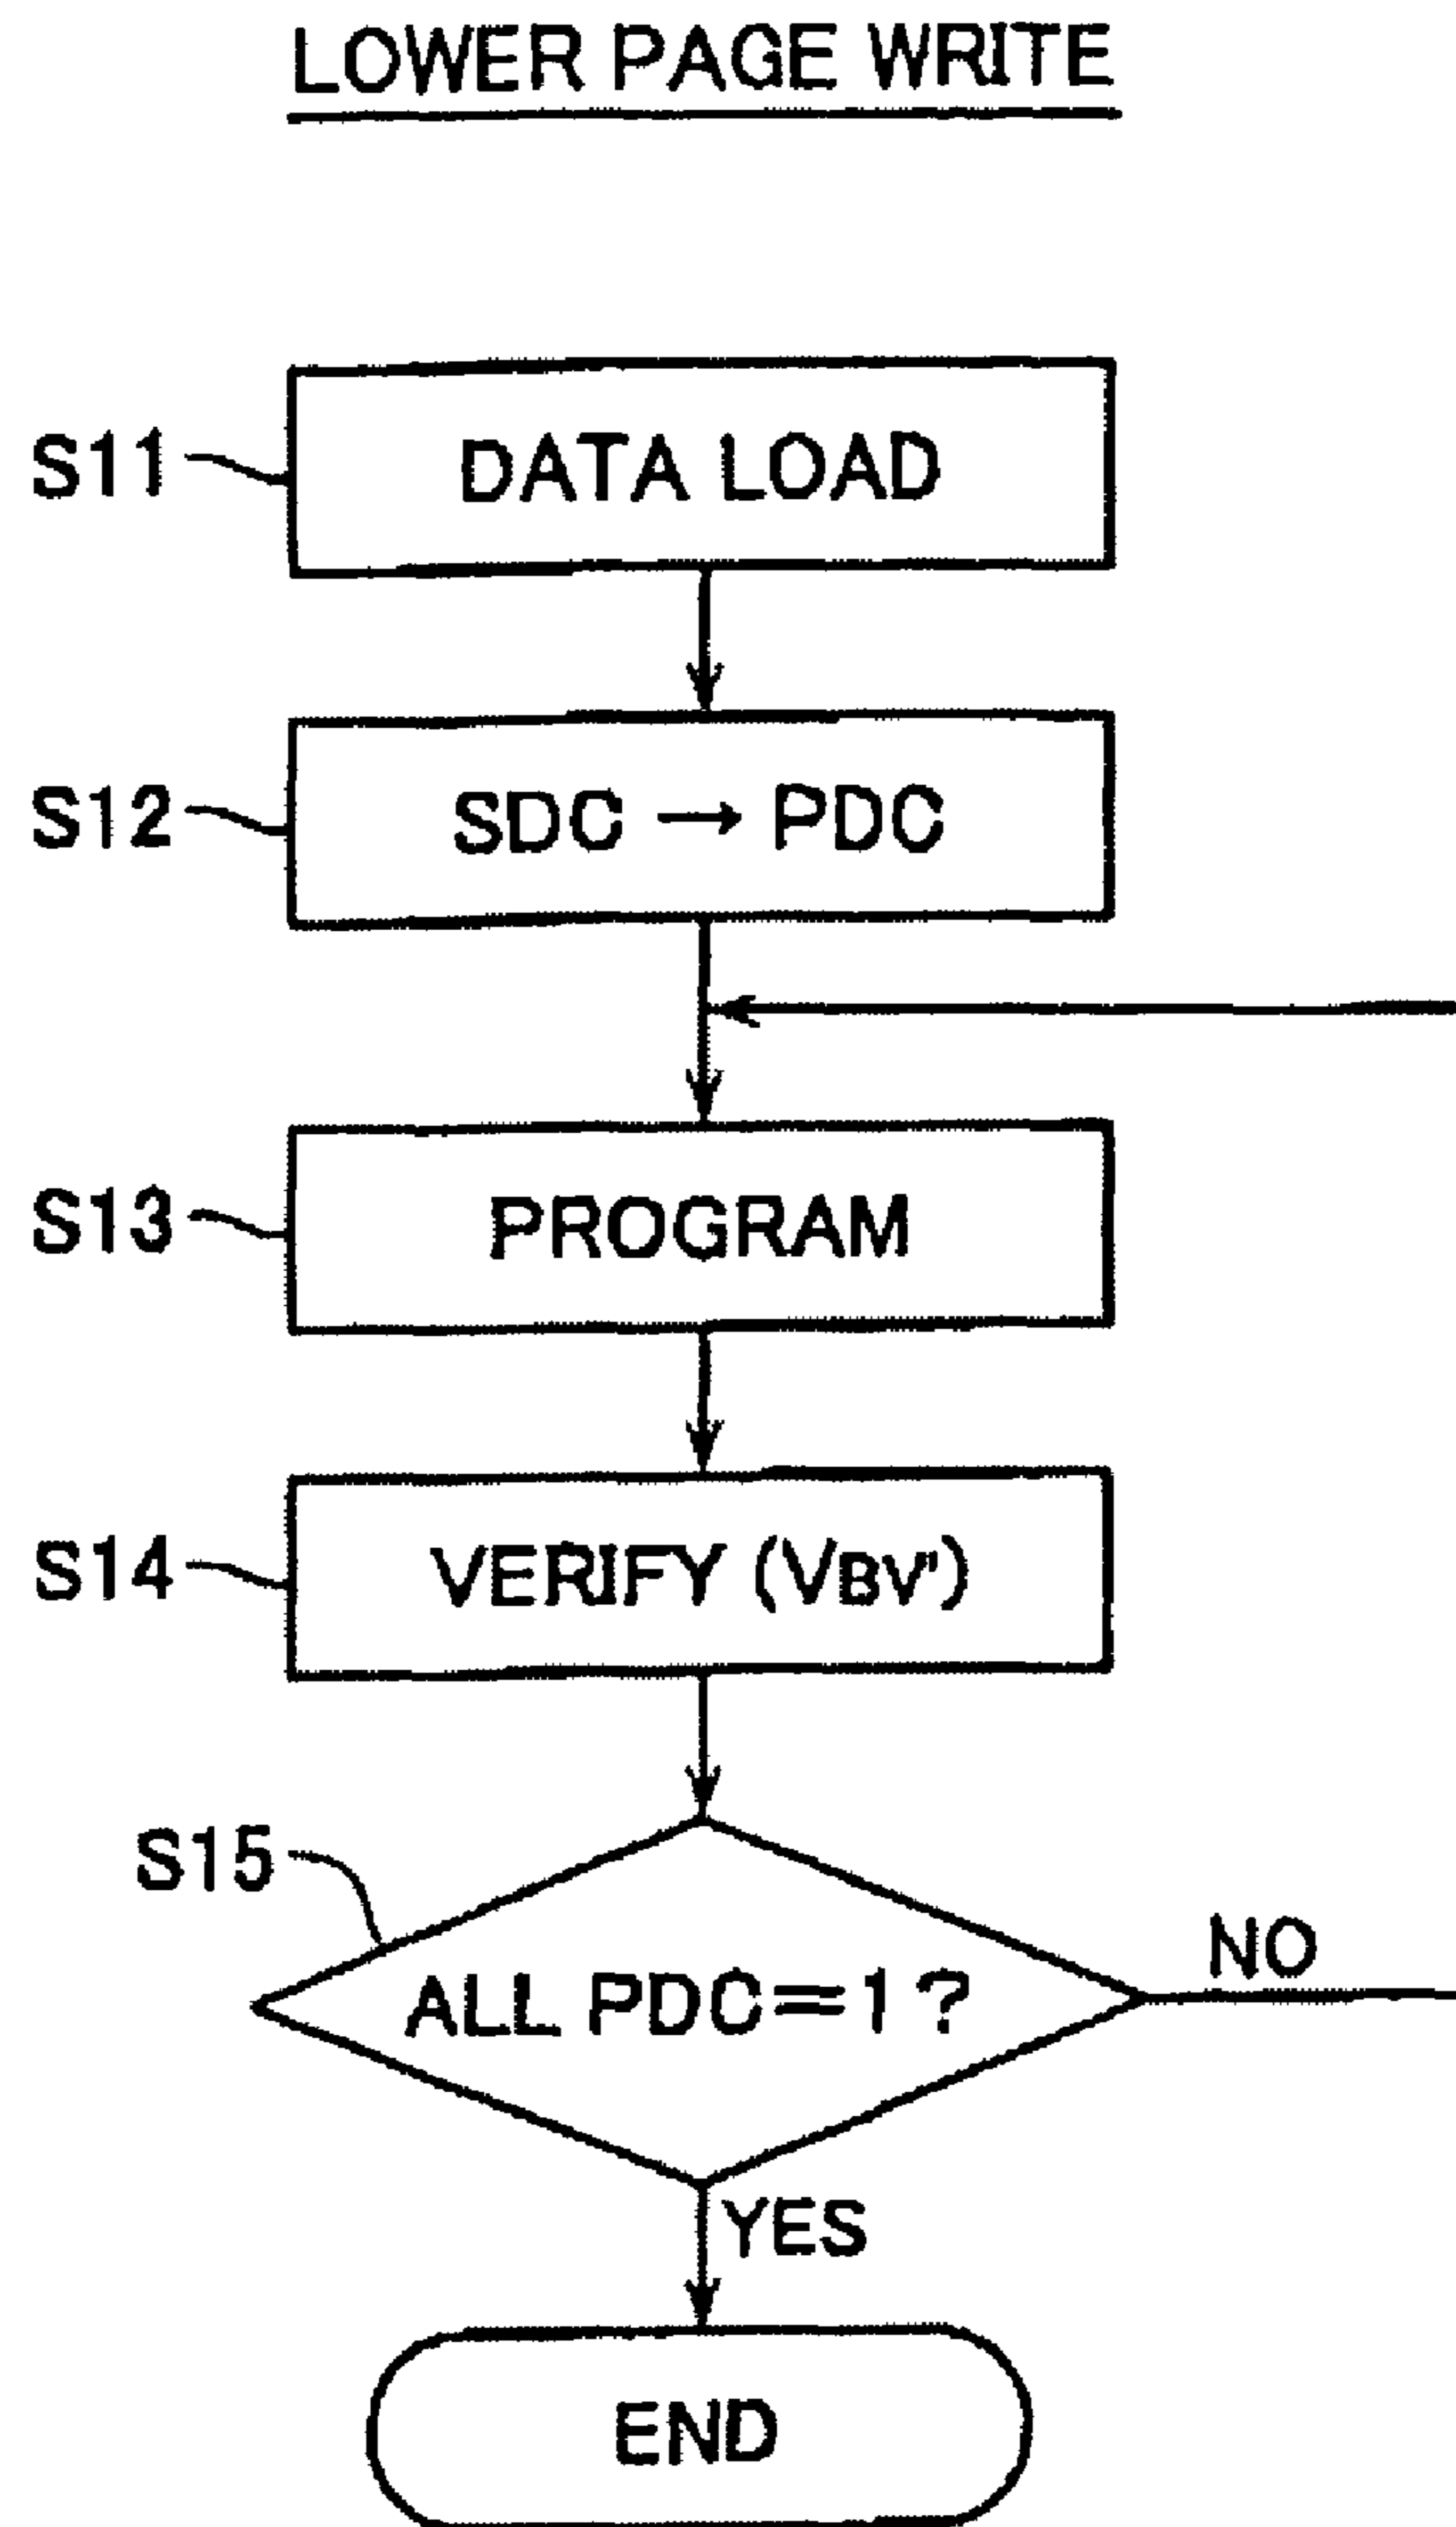 LOWER PAGE WRITE
S11 DATA LOAD
S12 SDC → PDC
S13 PROGRAM
S14 VERIFY (VBV')
S15
ALL PDC=1?
NO
YES
END